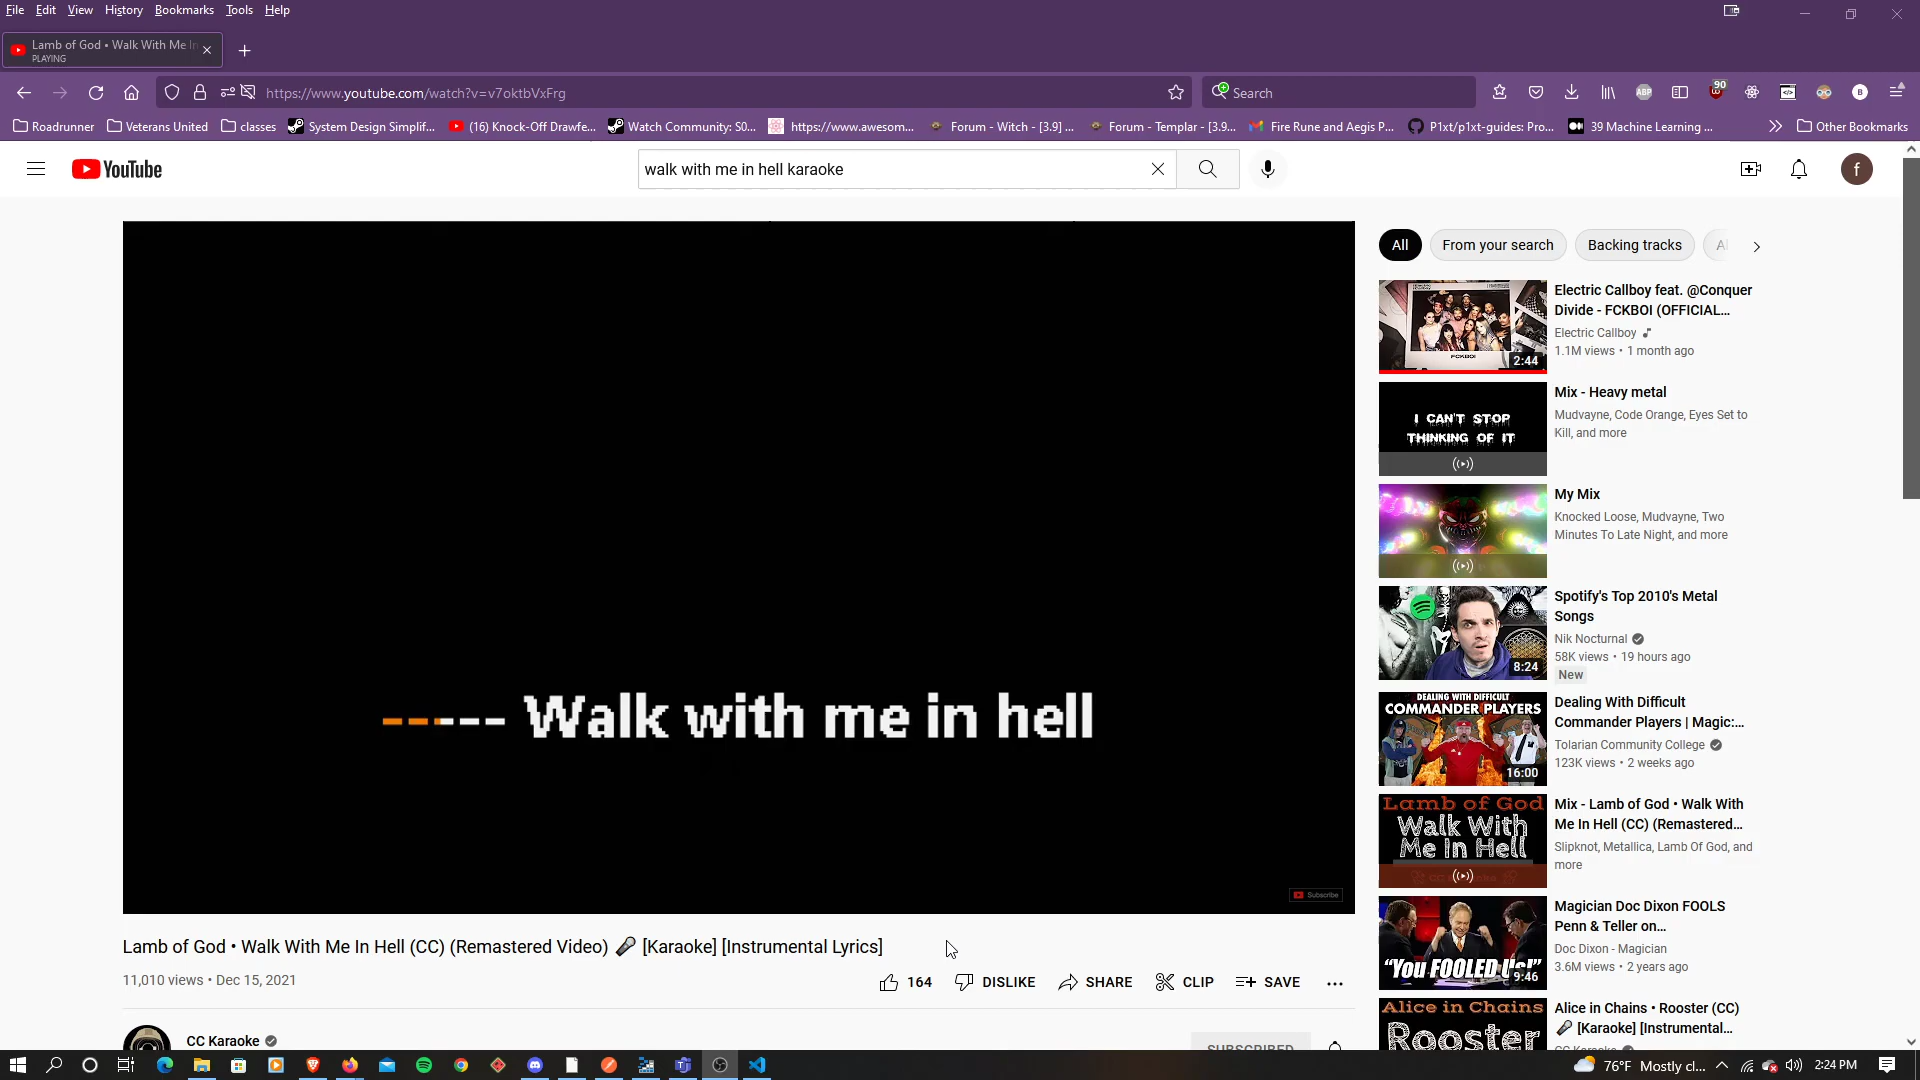 File Edit View History Bookmarks Tools Help
Lamb of God • Walk With Me In
PLAYING
https://www.youtube.com/watch?v=v7oktbVxFrg
Search
ABP
90
B
Roadrunner
Veterans United
classes
System Design Simplif...
(16) Knock-Off Drawfe...
Watch Community: S0...
https://www.awesom...
Forum - Witch - [3.9] ...
Forum - Templar - [3.9...
Fire Rune and Aegis P...
P1xt/p1xt-guides: Pro...
39 Machine Learning ...
Other Bookmarks
YouTube
walk with me in hell karaoke
f
All
From your search
Backing tracks
Walk with me in hell
Subscribe
Lamb of God • Walk With Me In Hell (CC) (Remastered Video) 🎤 [Karaoke] [Instrumental Lyrics]
11,010 views • Dec 15, 2021
164
DISLIKE
SHARE
CLIP
SAVE
CC Karaoke
SUBSCRIBED
FCKBOI
2:44
Electric Callboy feat. @Conquer
Divide - FCKBOI (OFFICIAL...
Electric Callboy
1.1M views • 1 month ago
I CAN'T STOP
THINKING OF IT
Mix - Heavy metal
Mudvayne, Code Orange, Eyes Set to
Kill, and more
My Mix
Knocked Loose, Mudvayne, Two
Minutes To Late Night, and more
8:24
Spotify's Top 2010's Metal
Songs
Nik Nocturnal
58K views • 19 hours ago
New
DEALING WITH DIFFICULT
COMMANDER PLAYERS
16:00
Dealing With Difficult
Commander Players | Magic:...
Tolarian Community College
123K views • 2 weeks ago
Lamb of God
Walk With
Me In Hell
Mix - Lamb of God • Walk With
Me In Hell (CC) (Remastered...
Slipknot, Metallica, Lamb Of God, and
more
"You FOOLED Us!"
9:46
Magician Doc Dixon FOOLS
Penn & Teller on...
Doc Dixon - Magician
3.6M views • 2 years ago
Alice in Chains
Rooster
Alice in Chains • Rooster (CC)
🎤 [Karaoke] [Instrumental...
CC Karaoke
76°F Mostly cl...
2:24 PM